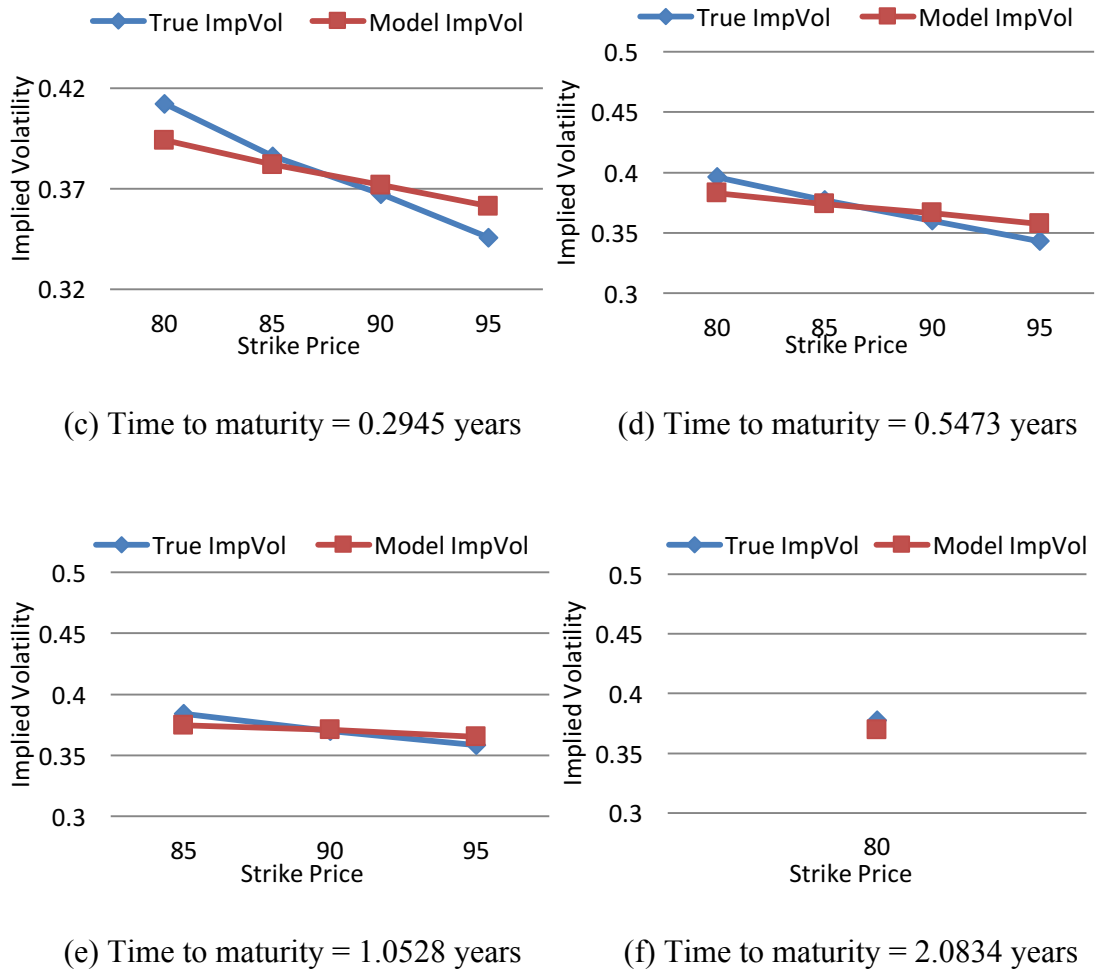 True ImpVol Model ImpVol
Implied Volatility
0.42
0.37
0.32
80 85 90 95
Strike Price
(c) Time to maturity = 0.2945 years
True ImpVol Model ImpVol
Implied Volatility
0.5
0.45
0.4
0.35
0.3
80 85 90 95
Strike Price
(d) Time to maturity = 0.5473 years
True ImpVol Model ImpVol
Implied Volatility
0.5
0.45
0.4
0.35
0.3
85 90 95
Strike Price
(e) Time to maturity = 1.0528 years
True ImpVol Model ImpVol
Implied Volatility
0.5
0.45
0.4
0.35
0.3
80
Strike Price
(f) Time to maturity = 2.0834 years